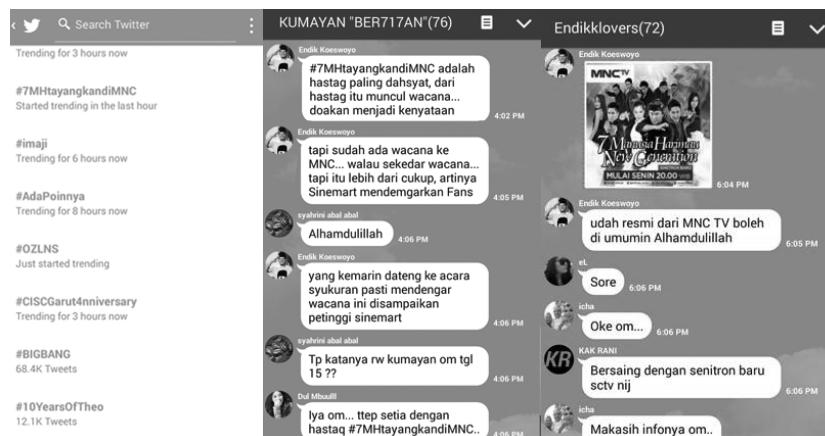 Search Twitter
Trending for 3 hours now
#7MHtayangkandiMNC
Started trending in the last hour
#imaji
Trending for 6 hours now
#AdaPoinnya
Trending for 8 hours now
#OZLNS
Just started trending
#CISCGarut4nniversary
Trending for 3 hours now
#BIGBANG
68.4K Tweets
#10YearsOfTheo
12.1K Tweets
KUMAYAN "BER717AN"(76)
Endik Koeswoyo
#7MHtayangkandiMNC adalah
hastag paling dahsyat, dari
hastag itu muncul wacana...
doakan menjadi kenyataan
4:02 PM
Endik Koeswoyo
tapi sudah ada wacana ke
MNC... walau sekedar wacana...
tapi itu lebih dari cukup, artinya
Sinemart mendemgarkan Fans
4:05 PM
syahrini abal abal
Alhamdulillah
4:06 PM
Endik Koeswoyo
yang kemarin dateng ke acara
syukuran pasti mendengar
wacana ini disampaikan
petinggi sinemart
4:06 PM
syahrini abal abal
Tp katanya rw kumayan om tgl
15 ??
4:06 PM
Dul Mbuulll
Iya om... ttep setia dengan
hastaq #7MHtayangkandiMNC..
4:06 PM
Endikklovers(72)
Endik Koeswoyo
MNCTV
7 Manusia Harimau
New Generation
MULAI SENIN 20.00
6:04 PM
Endik Koeswoyo
udah resmi dari MNC TV boleh
di umumin Alhamdulillah
6:05 PM
eL
Sore
6:06 PM
icha
Oke om...
6:06 PM
KR
KAK RANI
Bersaing dengan senitron baru
sctv nij
6:06 PM
icha
Makasih infonya om..